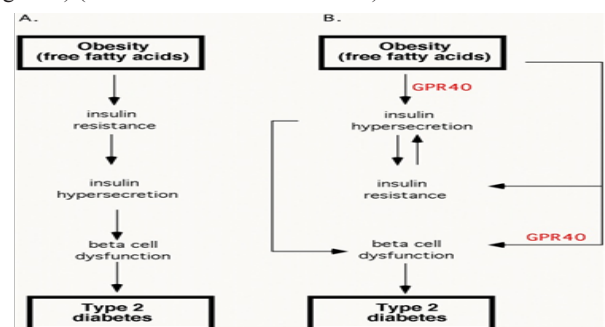 A.
Obesity
(free fatty acids)
insulin
resistance
insulin
hypersecretion
beta cell
dysfunction
Type 2
diabetes
B.
Obesity
(free fatty acids)
GPR40
insulin
hypersecretion
insulin
resistance
GPR40
beta cell
dysfunction
Type 2
diabetes